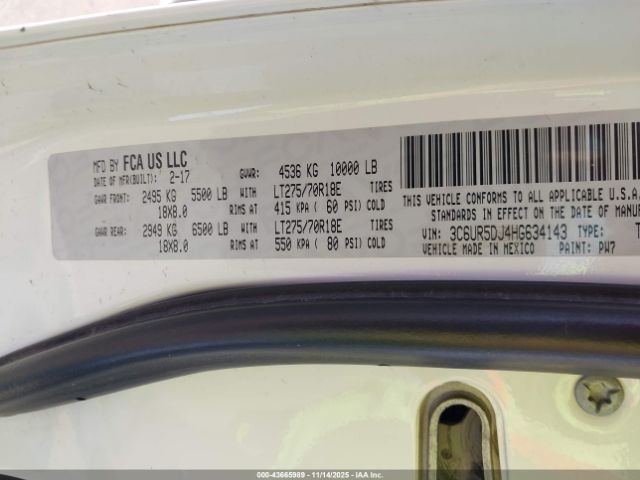 MFD BY FCA US LLC
DATE OF MFR(BUILT): 2-17 GVWR: 4536 KG 10000 LB
GAWR FRONT: 2495 KG 5500 LB WITH LT275/70R18E TIRES
18X8.0 RIMS AT 415 KPA ( 60 PSI) COLD
GAWR REAR: 2949 KG 6500 LB WITH LT275/70R18E TIRES
18X8.0 RIMS AT 550 KPA ( 80 PSI) COLD
THIS VEHICLE CONFORMS TO ALL APPLICABLE
U.S.A.
SAFETY STANDARDS IN EFFECT ON THE DATE OF MANU
VIN: 3C6UR5DJ4HG634143 TYPE: T
VEHICLE MADE IN MEXICO PAINT: PW7
000-43665989 - 11/14/2025 - IAAI.COM